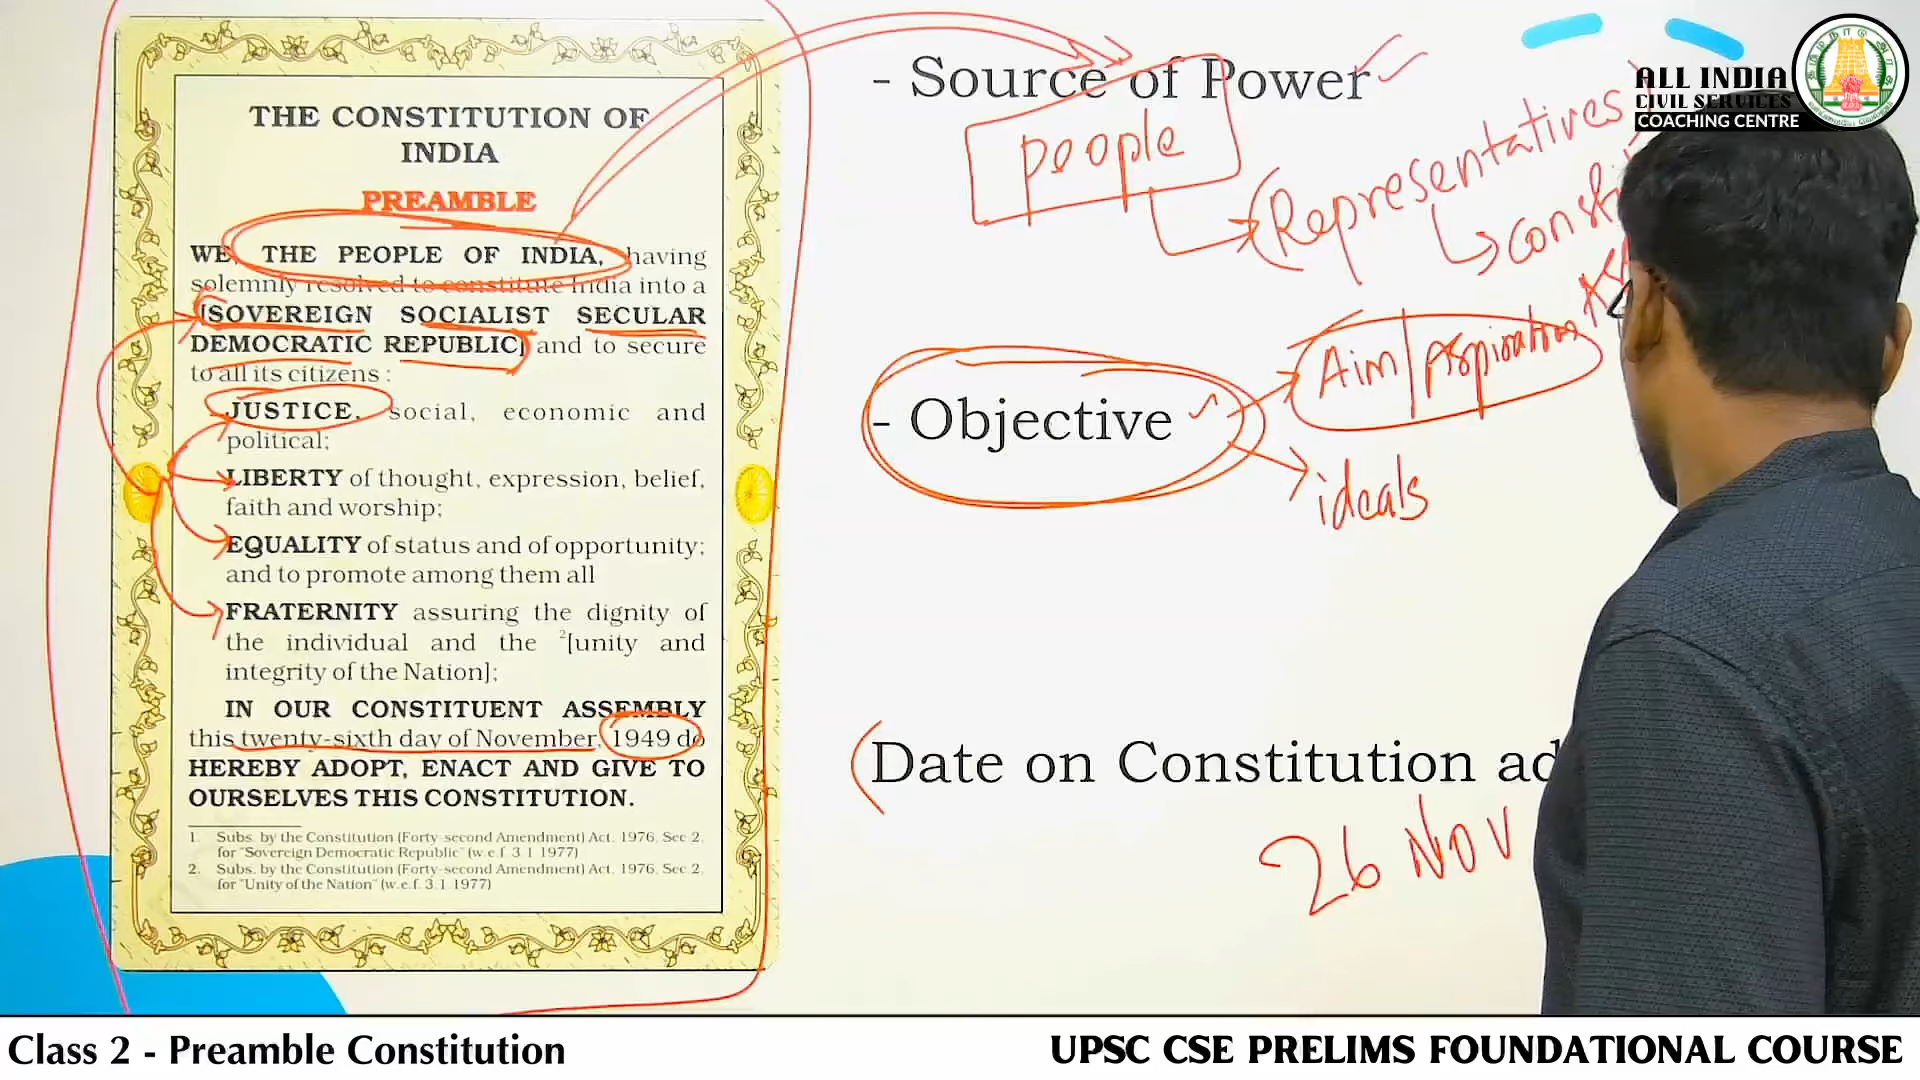 THE CONSTITUTION OF
INDIA
PREAMBLE
WE, THE PEOPLE OF INDIA, having
solemnly resolved to constitute India into a
[SOVEREIGN SOCIALIST SECULAR
DEMOCRATIC REPUBLIC] and to secure
to all its citizens :
JUSTICE, social, economic and
political;
LIBERTY of thought, expression, belief,
faith and worship;
EQUALITY of status and of opportunity;
and to promote among them all
FRATERNITY assuring the dignity of
the individual and the 2[unity and
integrity of the Nation];
IN OUR CONSTITUENT ASSEMBLY
this twenty-sixth day of November, 1949 do
HEREBY ADOPT, ENACT AND GIVE TO
OURSELVES THIS CONSTITUTION.
1. Subs. by the Constitution (Forty-second Amendment) Act, 1976, Sec.2,
for "Sovereign Democratic Republic" (w.e.f. 3.1.1977)
2. Subs. by the Constitution (Forty-second Amendment) Act, 1976, Sec.2,
for "Unity of the Nation" (w.e.f. 3.1.1977)
- Source of Power
people
Representatives
- Objective
Aim/Aspiration
ideals
Date on Constitution
26 Nov
ALL INDIA
CIVIL SERVICES
COACHING CENTRE
Class 2 - Preamble Constitution
UPSC CSE PRELIMS FOUNDATIONAL COURSE